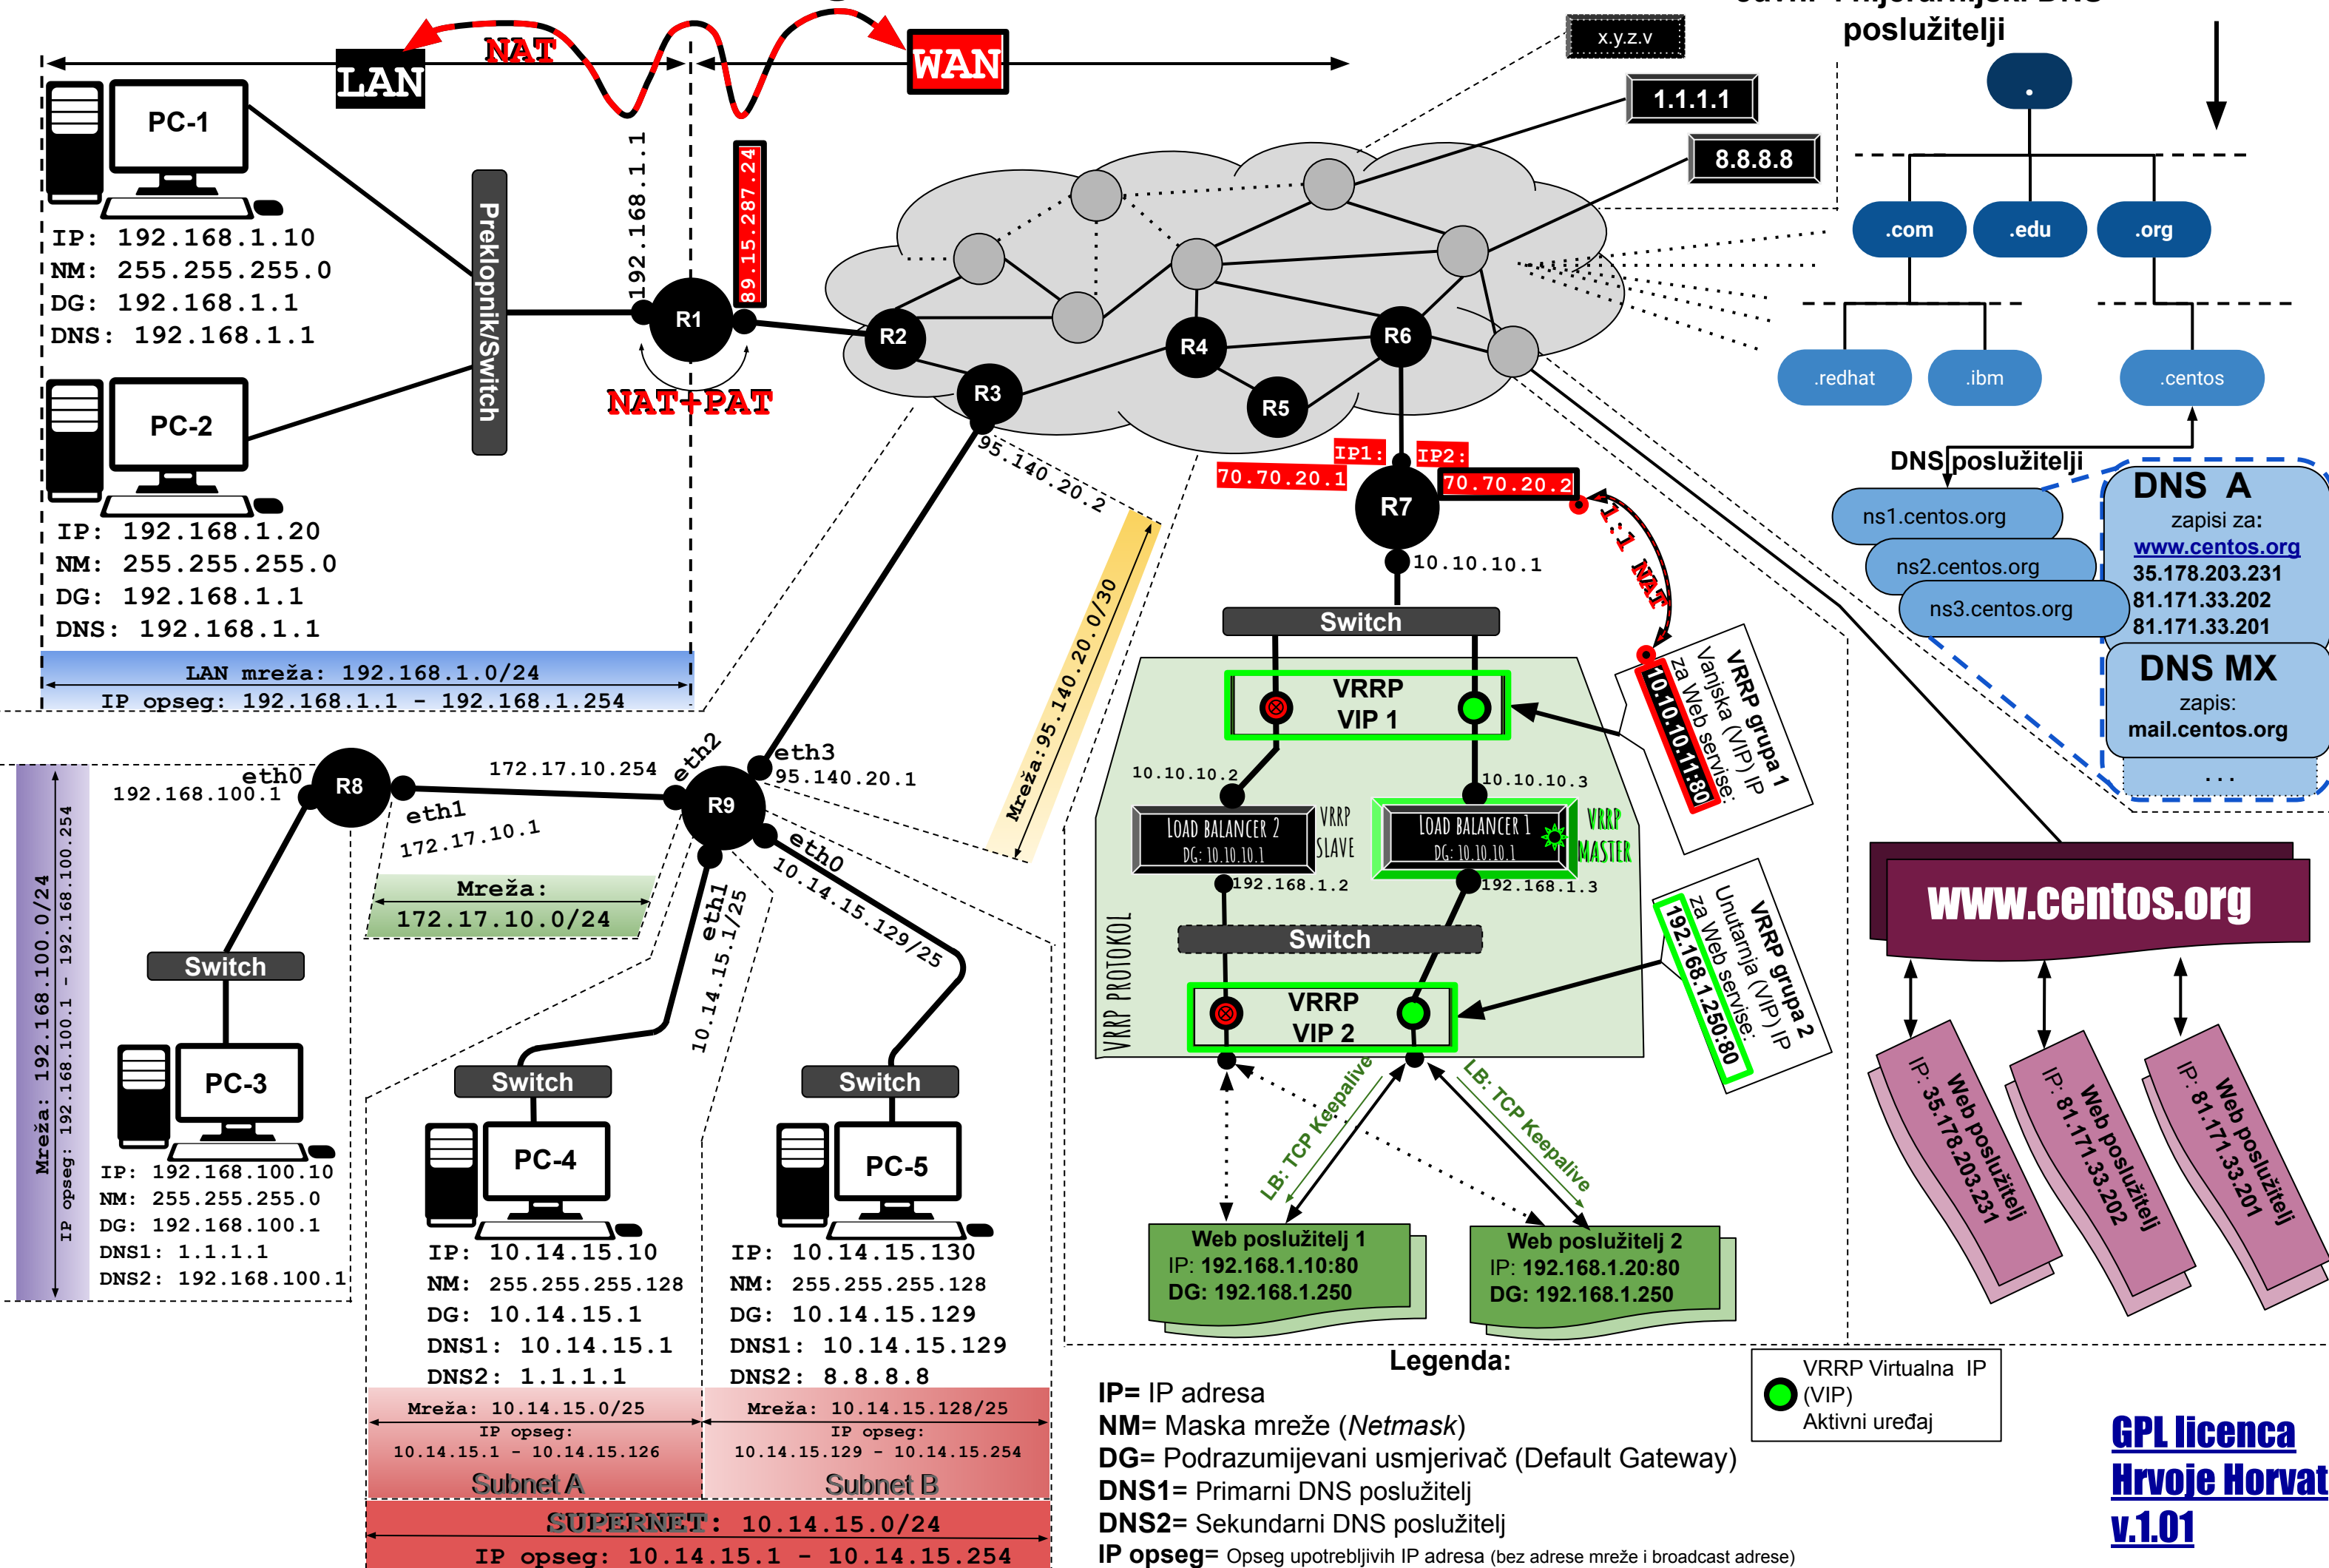 LAN
NAT
WAN
PC-1
IP: 192.168.1.10
NM: 255.255.255.0
DG: 192.168.1.1
DNS: 192.168.1.1
PC-2
IP: 192.168.1.20
NM: 255.255.255.0
DG: 192.168.1.1
DNS: 192.168.1.1
Preklopnik/Switch
192.168.1.1
89.15.287.24
R1
NAT+PAT
LAN mreža: 192.168.1.0/24
IP opseg: 192.168.1.1 - 192.168.1.254
R2
R3
R4
R5
R6
x.y.z.v
1.1.1.1
8.8.8.8
poslužitelji
.
.com
.edu
.org
.redhat
.ibm
.centos
DNS poslužitelji
ns1.centos.org
ns2.centos.org
ns3.centos.org
DNS A
zapisi za:
www.centos.org
35.178.203.231
81.171.33.202
81.171.33.201
DNS MX
zapis:
mail.centos.org
...
95.140.20.2
Mreža:95.140.20.0/30
IP1:
70.70.20.1
IP2:
70.70.20.2
R7
1:1 NAT
10.10.10.1
Switch
VRRP
VIP 1
VRRP grupa 1
Vanjska (VIP) IP
za Web servise:
10.10.10.11:80
10.10.10.2
10.10.10.3
LOAD BALANCER 2
DG: 10.10.10.1
VRRP
SLAVE
LOAD BALANCER 1
DG: 10.10.10.1
VRRP
MASTER
192.168.1.2
192.168.1.3
VRRP PROTOKOL
Switch
VRRP
VIP 2
VRRP grupa 2
Unutarnja (VIP) IP
za Web servise:
192.168.1.250:80
LB: TCP Keepalive
LB: TCP Keepalive
Web poslužitelj 1
IP: 192.168.1.10:80
DG: 192.168.1.250
Web poslužitelj 2
IP: 192.168.1.20:80
DG: 192.168.1.250
www.centos.org
Web poslužitelj
IP: 35.178.203.231
Web poslužitelj
IP: 81.171.33.202
Web poslužitelj
IP: 81.171.33.201
eth0
192.168.100.1
R8
eth1
172.17.10.1
172.17.10.254
eth2
R9
eth3
95.140.20.1
eth0
10.14.15.129/25
eth1
10.14.15.1/25
Mreža:
172.17.10.0/24
Mreža: 192.168.100.0/24
IP opseg: 192.168.100.1 - 192.168.100.254
Switch
PC-3
IP: 192.168.100.10
NM: 255.255.255.0
DG: 192.168.100.1
DNS1: 1.1.1.1
DNS2: 192.168.100.1
Switch
PC-4
IP: 10.14.15.10
NM: 255.255.255.128
DG: 10.14.15.1
DNS1: 10.14.15.1
DNS2: 1.1.1.1
Switch
PC-5
IP: 10.14.15.130
NM: 255.255.255.128
DG: 10.14.15.129
DNS1: 10.14.15.129
DNS2: 8.8.8.8
Mreža: 10.14.15.0/25
IP opseg:
10.14.15.1 - 10.14.15.126
Subnet A
Mreža: 10.14.15.128/25
IP opseg:
10.14.15.129 - 10.14.15.254
Subnet B
SUPERNET: 10.14.15.0/24
IP opseg: 10.14.15.1 - 10.14.15.254
Legenda:
IP= IP adresa
NM= Maska mreže (Netmask)
DG= Podrazumijevani usmjerivač (Default Gateway)
DNS1= Primarni DNS poslužitelj
DNS2= Sekundarni DNS poslužitelj
IP opseg= Opseg upotrebljivih IP adresa (bez adrese mreže i broadcast adrese)
VRRP Virtualna IP
(VIP)
Aktivni uređaj
GPL licenca
Hrvoje Horvat
v.1.01